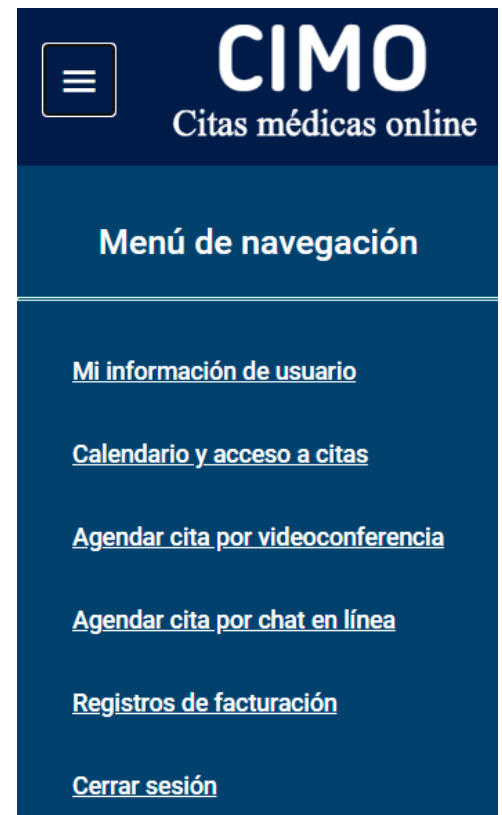 CIMO
Citas médicas online
Menú de navegación
Mi información de usuario
Calendario y acceso a citas
Agendar cita por videoconferencia
Agendar cita por chat en línea
Registros de facturación
Cerrar sesión